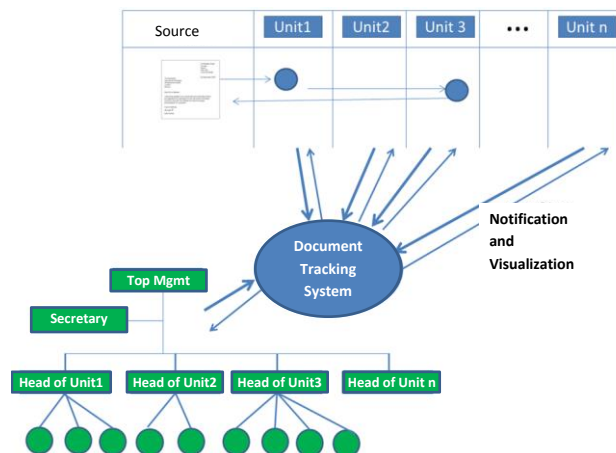 Source Unit1 Unit2 Unit 3 ... Unit n
Notification
and
Visualization
Document
Tracking
System
Top Mgmt
Secretary
Head of Unit1 Head of Unit2 Head of Unit3 Head of Unit n